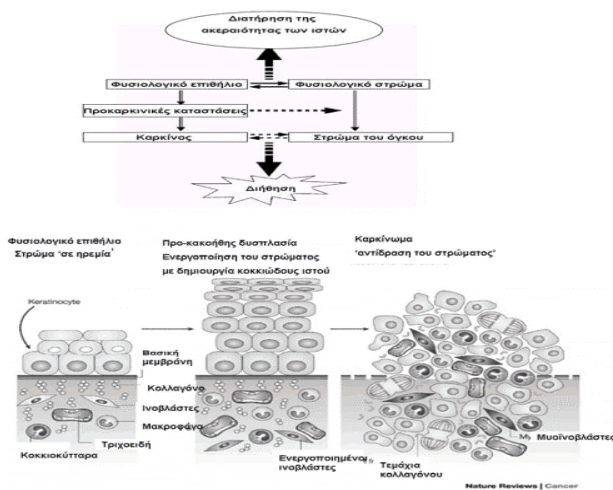 Διατήρηση της
ακεραιότητας των ιστών
Φυσιολογικό επιθήλιο
Φυσιολογικό στρώμα
Προκαρκινικές καταστάσεις
Καρκίνος
Στρώμα του όγκου
Διήθηση
Φυσιολογικό επιθήλιο
Στρώμα ‘σε ηρεμία’
Προ-κακοήθης δυσπλασία
Ενεργοποίηση του στρώματος
με δημιουργία κοκκιώδους ιστού
Καρκίνωμα
‘αντίδραση του στρώματος’
Keratinocyte
Βασική
μεμβράνη
Κολλαγόνο
Ινοβλάστες
Μακροφάγα
Τριχοειδή
Κοκκιοκύτταρα
Ενεργοποιημένοι
ινοβλάστες
Τεμάχια
κολλαγόνου
Μυοϊνοβλάστες
Nature Reviews | Cancer